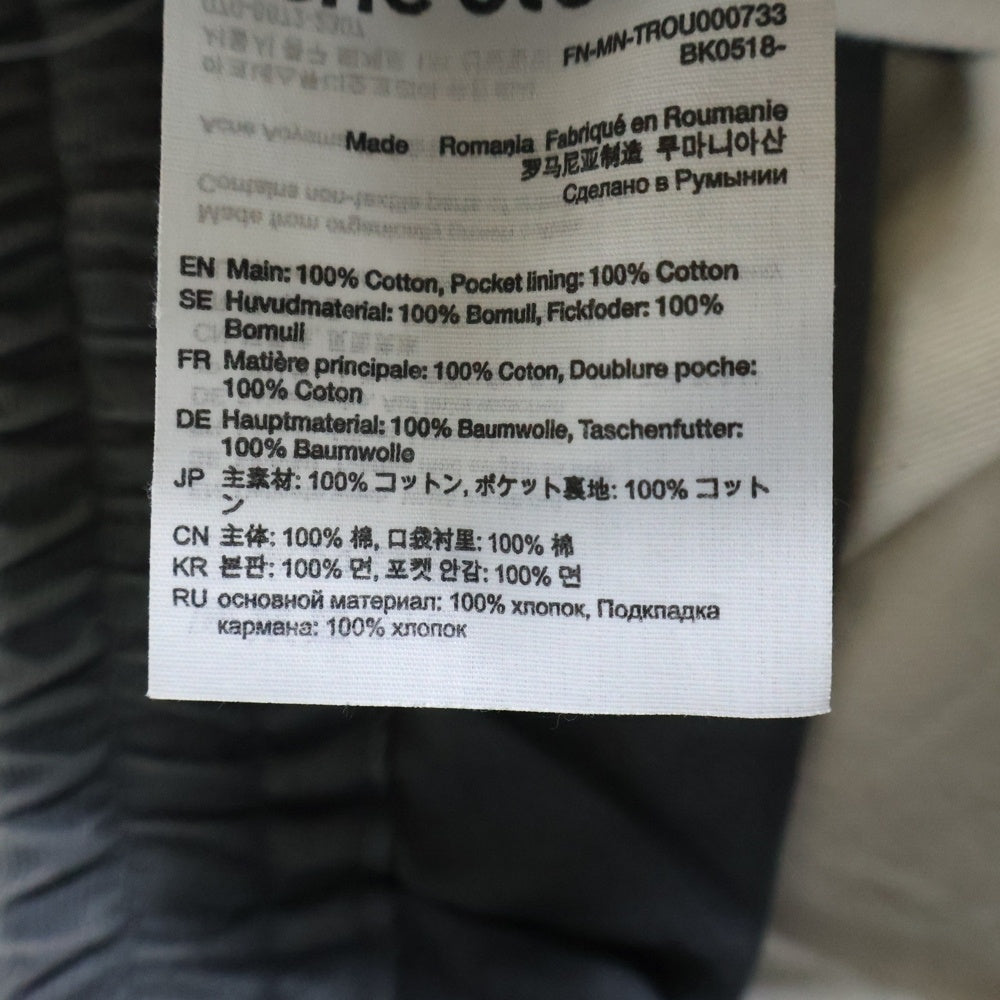 FN-MN-TROU000733
BK0518-
Made Romania Fabriqué en Roumanie
罗马尼亚制造 루마니아산
Сделано в Румынии
EN Main: 100% Cotton, Pocket lining: 100% Cotton
SE Huvudmaterial: 100% Bomull, Fickfoder: 100%
Bomull
FR Matière principale: 100% Coton, Doublure poche:
100% Coton
DE Hauptmaterial: 100% Baumwolle, Taschenfutter:
100% Baumwolle
JP 主素材: 100% コットン, ポケット裏地: 100% コット
ン
CN 主体: 100% 棉, 口袋衬里: 100% 棉
KR 본판: 100% 면, 포켓 안감: 100% 면
RU основной материал: 100% хлопок, Подкладка
кармана: 100% хлопок